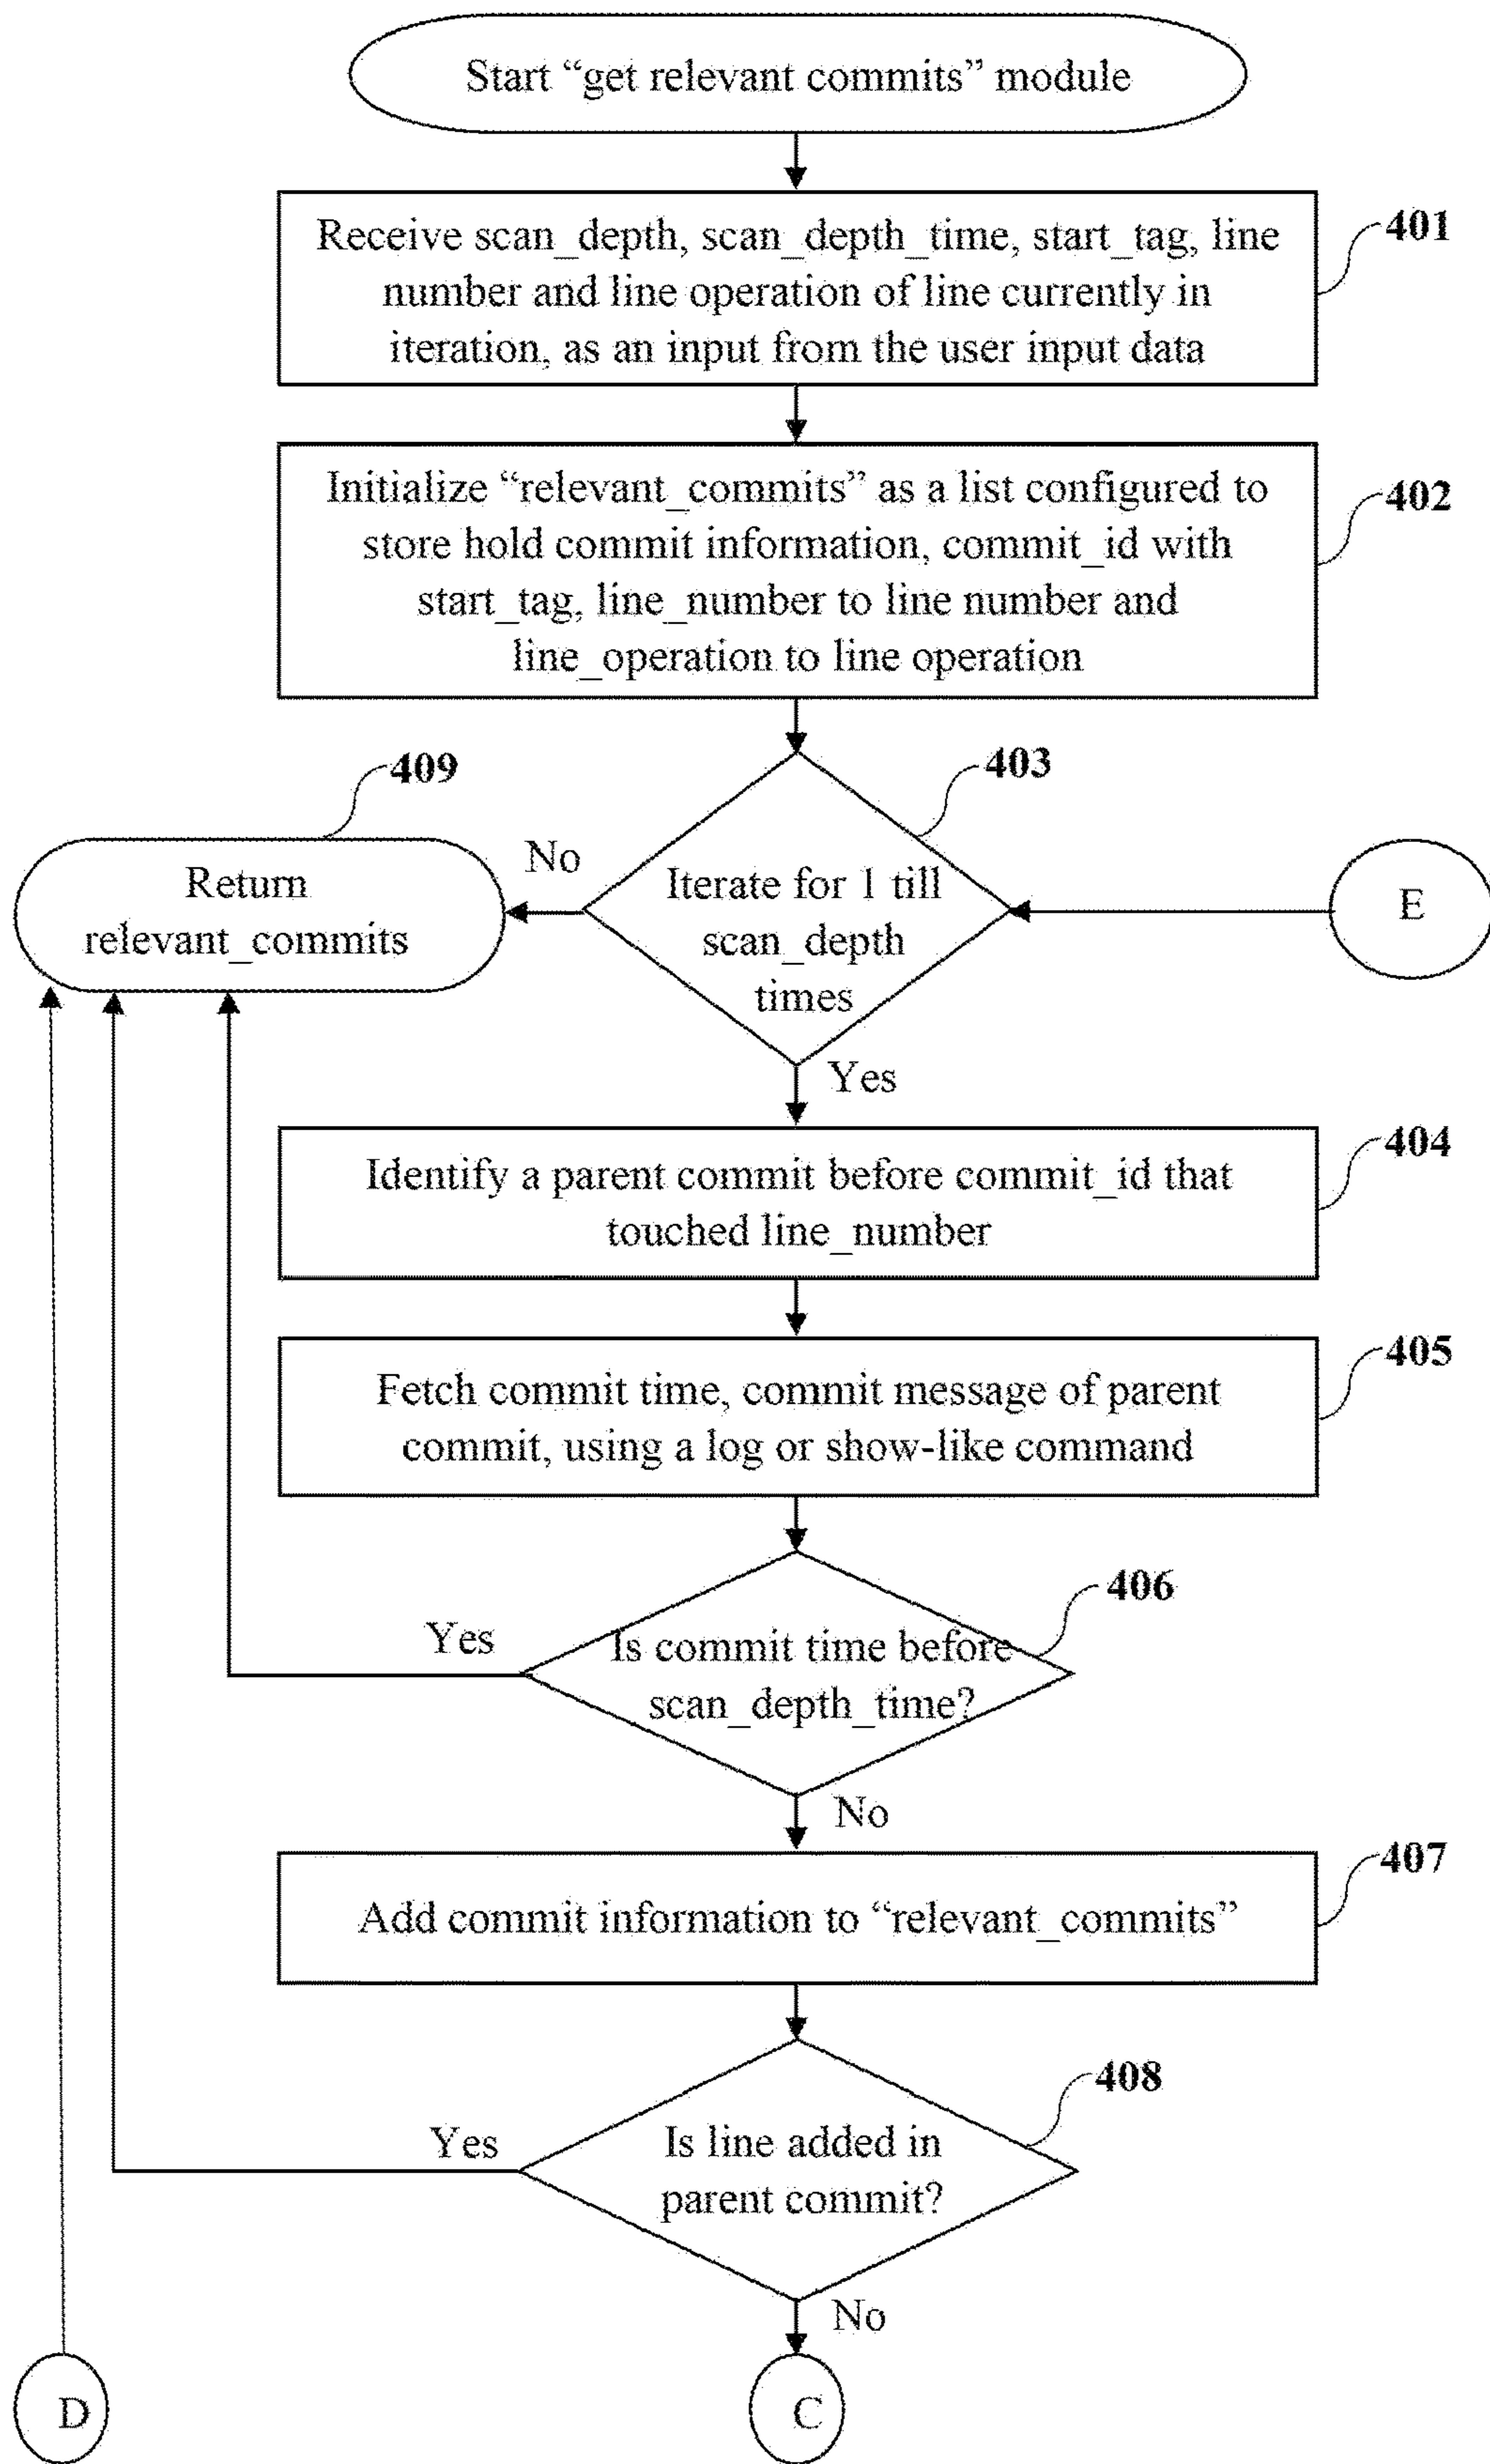 Start “get relevant commits” module
Receive scan_depth, scan_depth_time, start_tag, line
number and line operation of line currently in
iteration, as an input from the user input data
401
Initialize “relevant_commits” as a list configured to
store hold commit information, commit_id with
start_tag, line_number to line number and
line_operation to line operation
402
409
403
Return
relevant_commits
No
Iterate for 1 till
scan_depth
times
E
Yes
404
Identify a parent commit before commit_id that
touched line_number
405
Fetch commit time, commit message of parent
commit, using a log or show-like command
406
Yes
Is commit time before
scan_depth_time?
No
407
Add commit information to “relevant_commits”
408
Yes
Is line added in
parent commit?
No
D
C